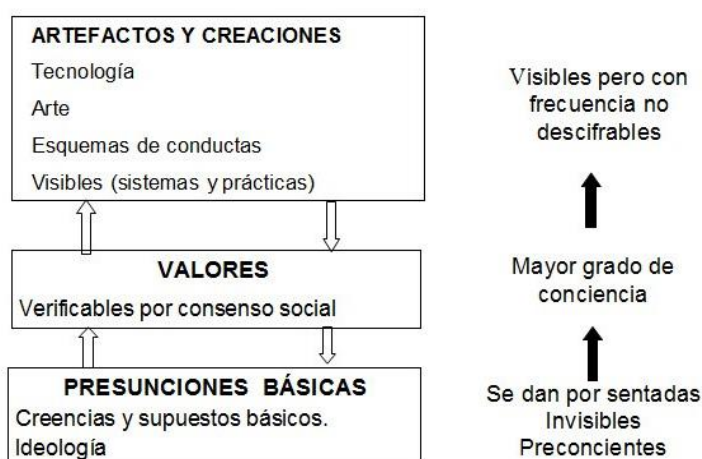 ARTEFACTOS Y CREACIONES
Tecnología
Arte
Esquemas de conductas
Visibles (sistemas y prácticas)
Visibles pero con
frecuencia no
descifrables
VALORES
Verificables por consenso social
Mayor grado de
conciencia
PRESUNCIONES BÁSICAS
Creencias y supuestos básicos.
Ideología
Se dan por sentadas
Invisibles
Preconcientes